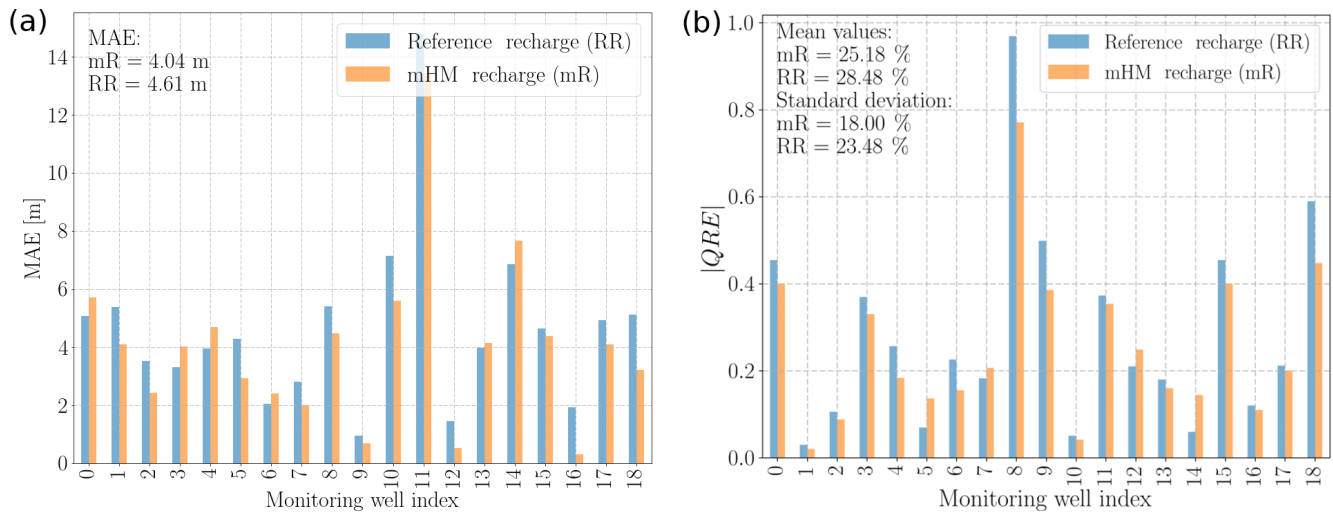 (a)
MAE:
mR = 4.04 m
RR = 4.61 m
Reference recharge (RR)
mHM recharge (mR)
14
12
10
8
6
4
2
0
MAE [m]
0 1 2 3 4 5 6 7 8 9 10 11 12 13 14 15 16 17 18
Monitoring well index
(b)
Mean values:
mR = 25.18 %
RR = 28.48 %
Standard deviation:
mR = 18.00 %
RR = 23.48 %
Reference recharge (RR)
mHM recharge (mR)
1.0
0.8
0.6
0.4
0.2
0.0
|QRE|
0 1 2 3 4 5 6 7 8 9 10 11 12 13 14 15 16 17 18
Monitoring well index